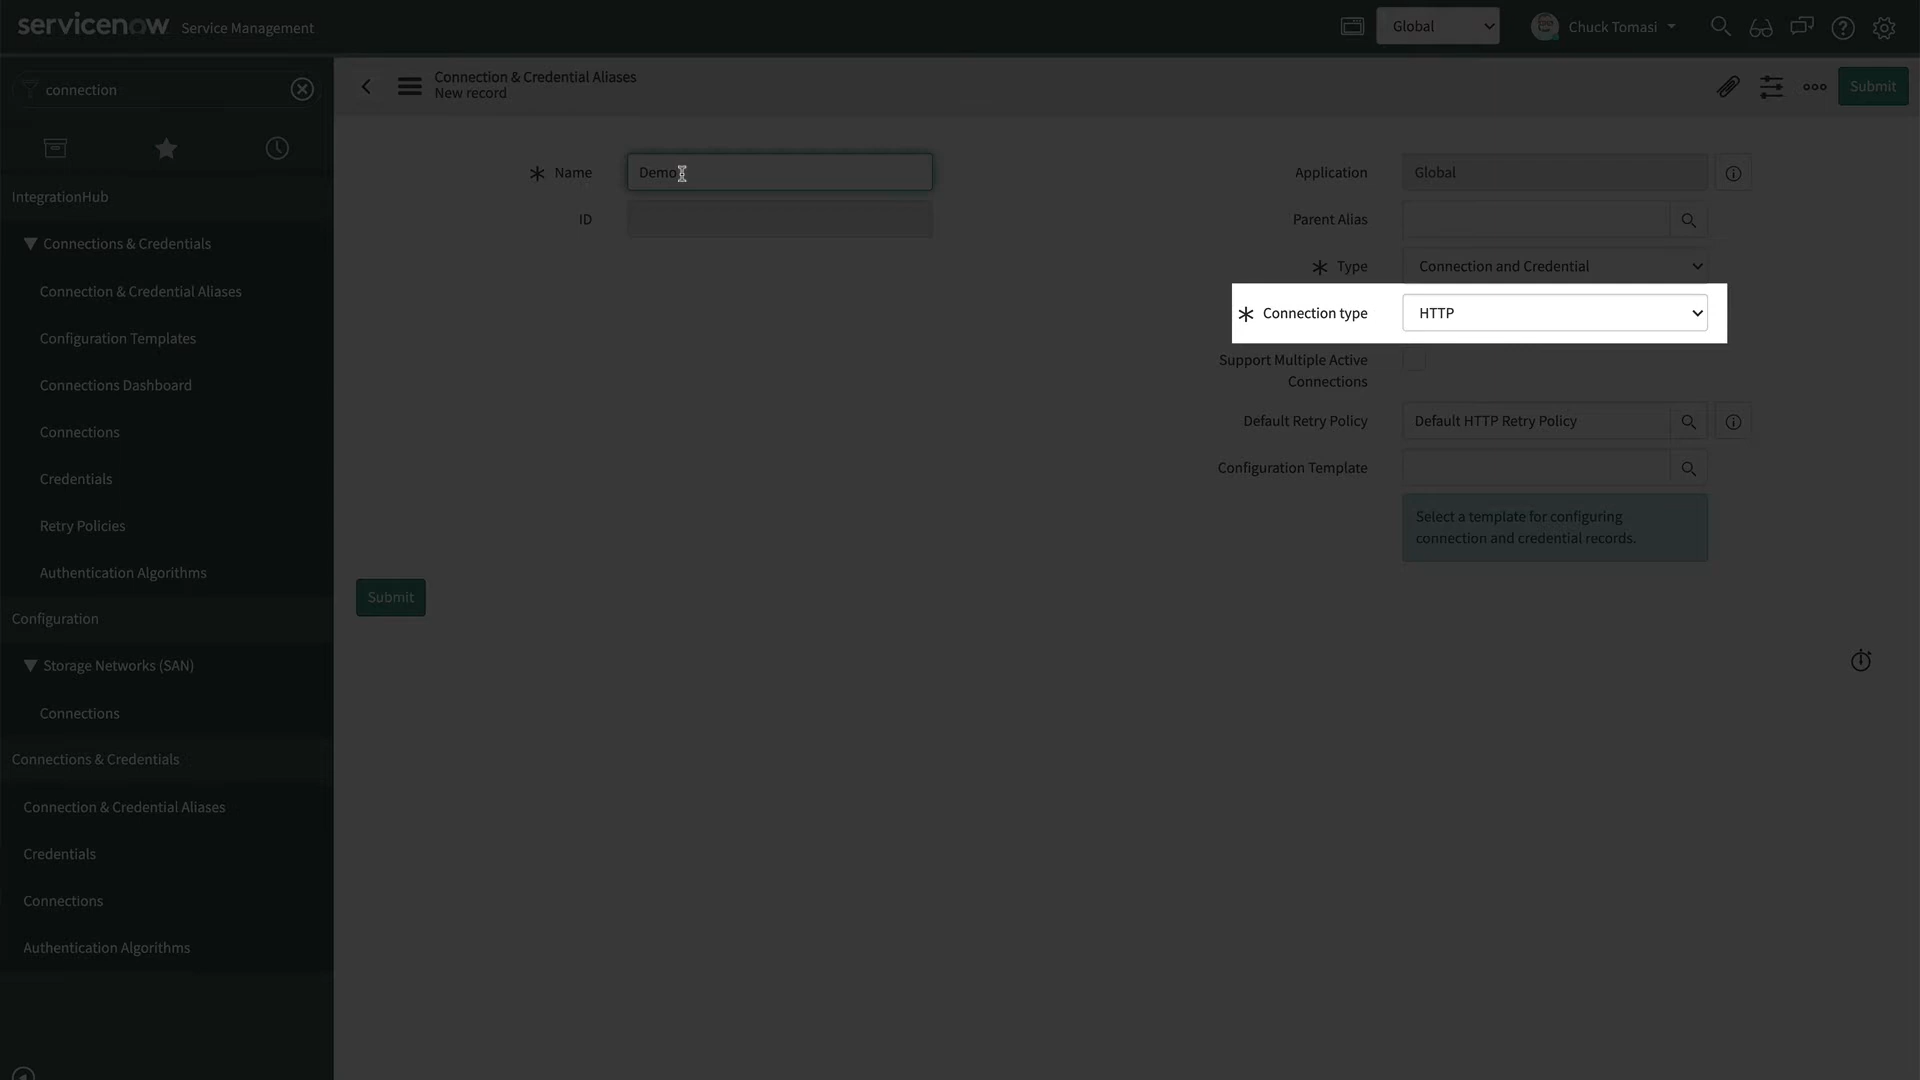 servicenow Service Management
Global
Chuck Tomasi
connection
Connection & Credential Aliases
New record
Submit
IntegrationHub
Connections & Credentials
Connection & Credential Aliases
Configuration Templates
Connections Dashboard
Connections
Credentials
Retry Policies
Authentication Algorithms
Configuration
Storage Networks (SAN)
Connections
Connections & Credentials
Connection & Credential Aliases
Credentials
Connections
Authentication Algorithms
Name Demo
ID
Submit
Application Global
Parent Alias
Type Connection and Credential
Connection type HTTP
Support Multiple Active
Connections
Default Retry Policy Default HTTP Retry Policy
Configuration Template
Select a template for configuring
connection and credential records.